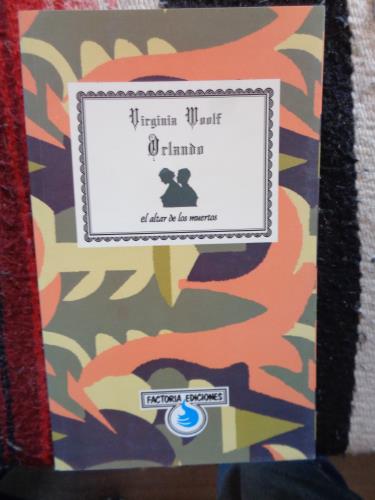 Virginia Woolf
Orlando
el altar de los muertos
FACTORIA EDICIONES